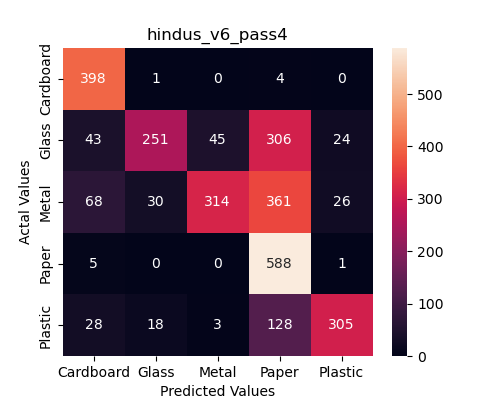 hindus_v6_pass4
Cardboard 398 1 0 4 0
Glass 43 251 45 306 24
Metal 68 30 314 361 26
Paper 5 0 0 588 1
Plastic 28 18 3 128 305
Cardboard Glass Metal Paper Plastic
Predicted Values
Actal Values
500
400
300
200
100
0